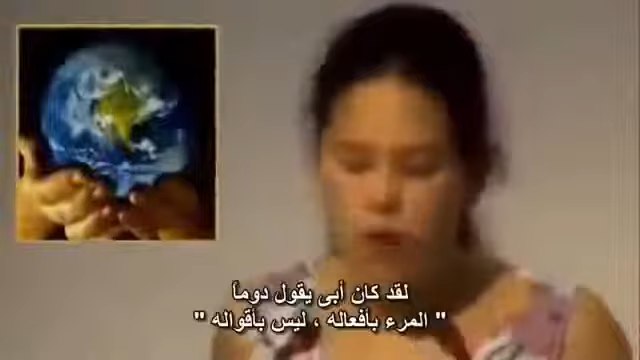 لقد كان أبى يقول دوماً
" المرء بأفعاله ، ليس بأقواله "